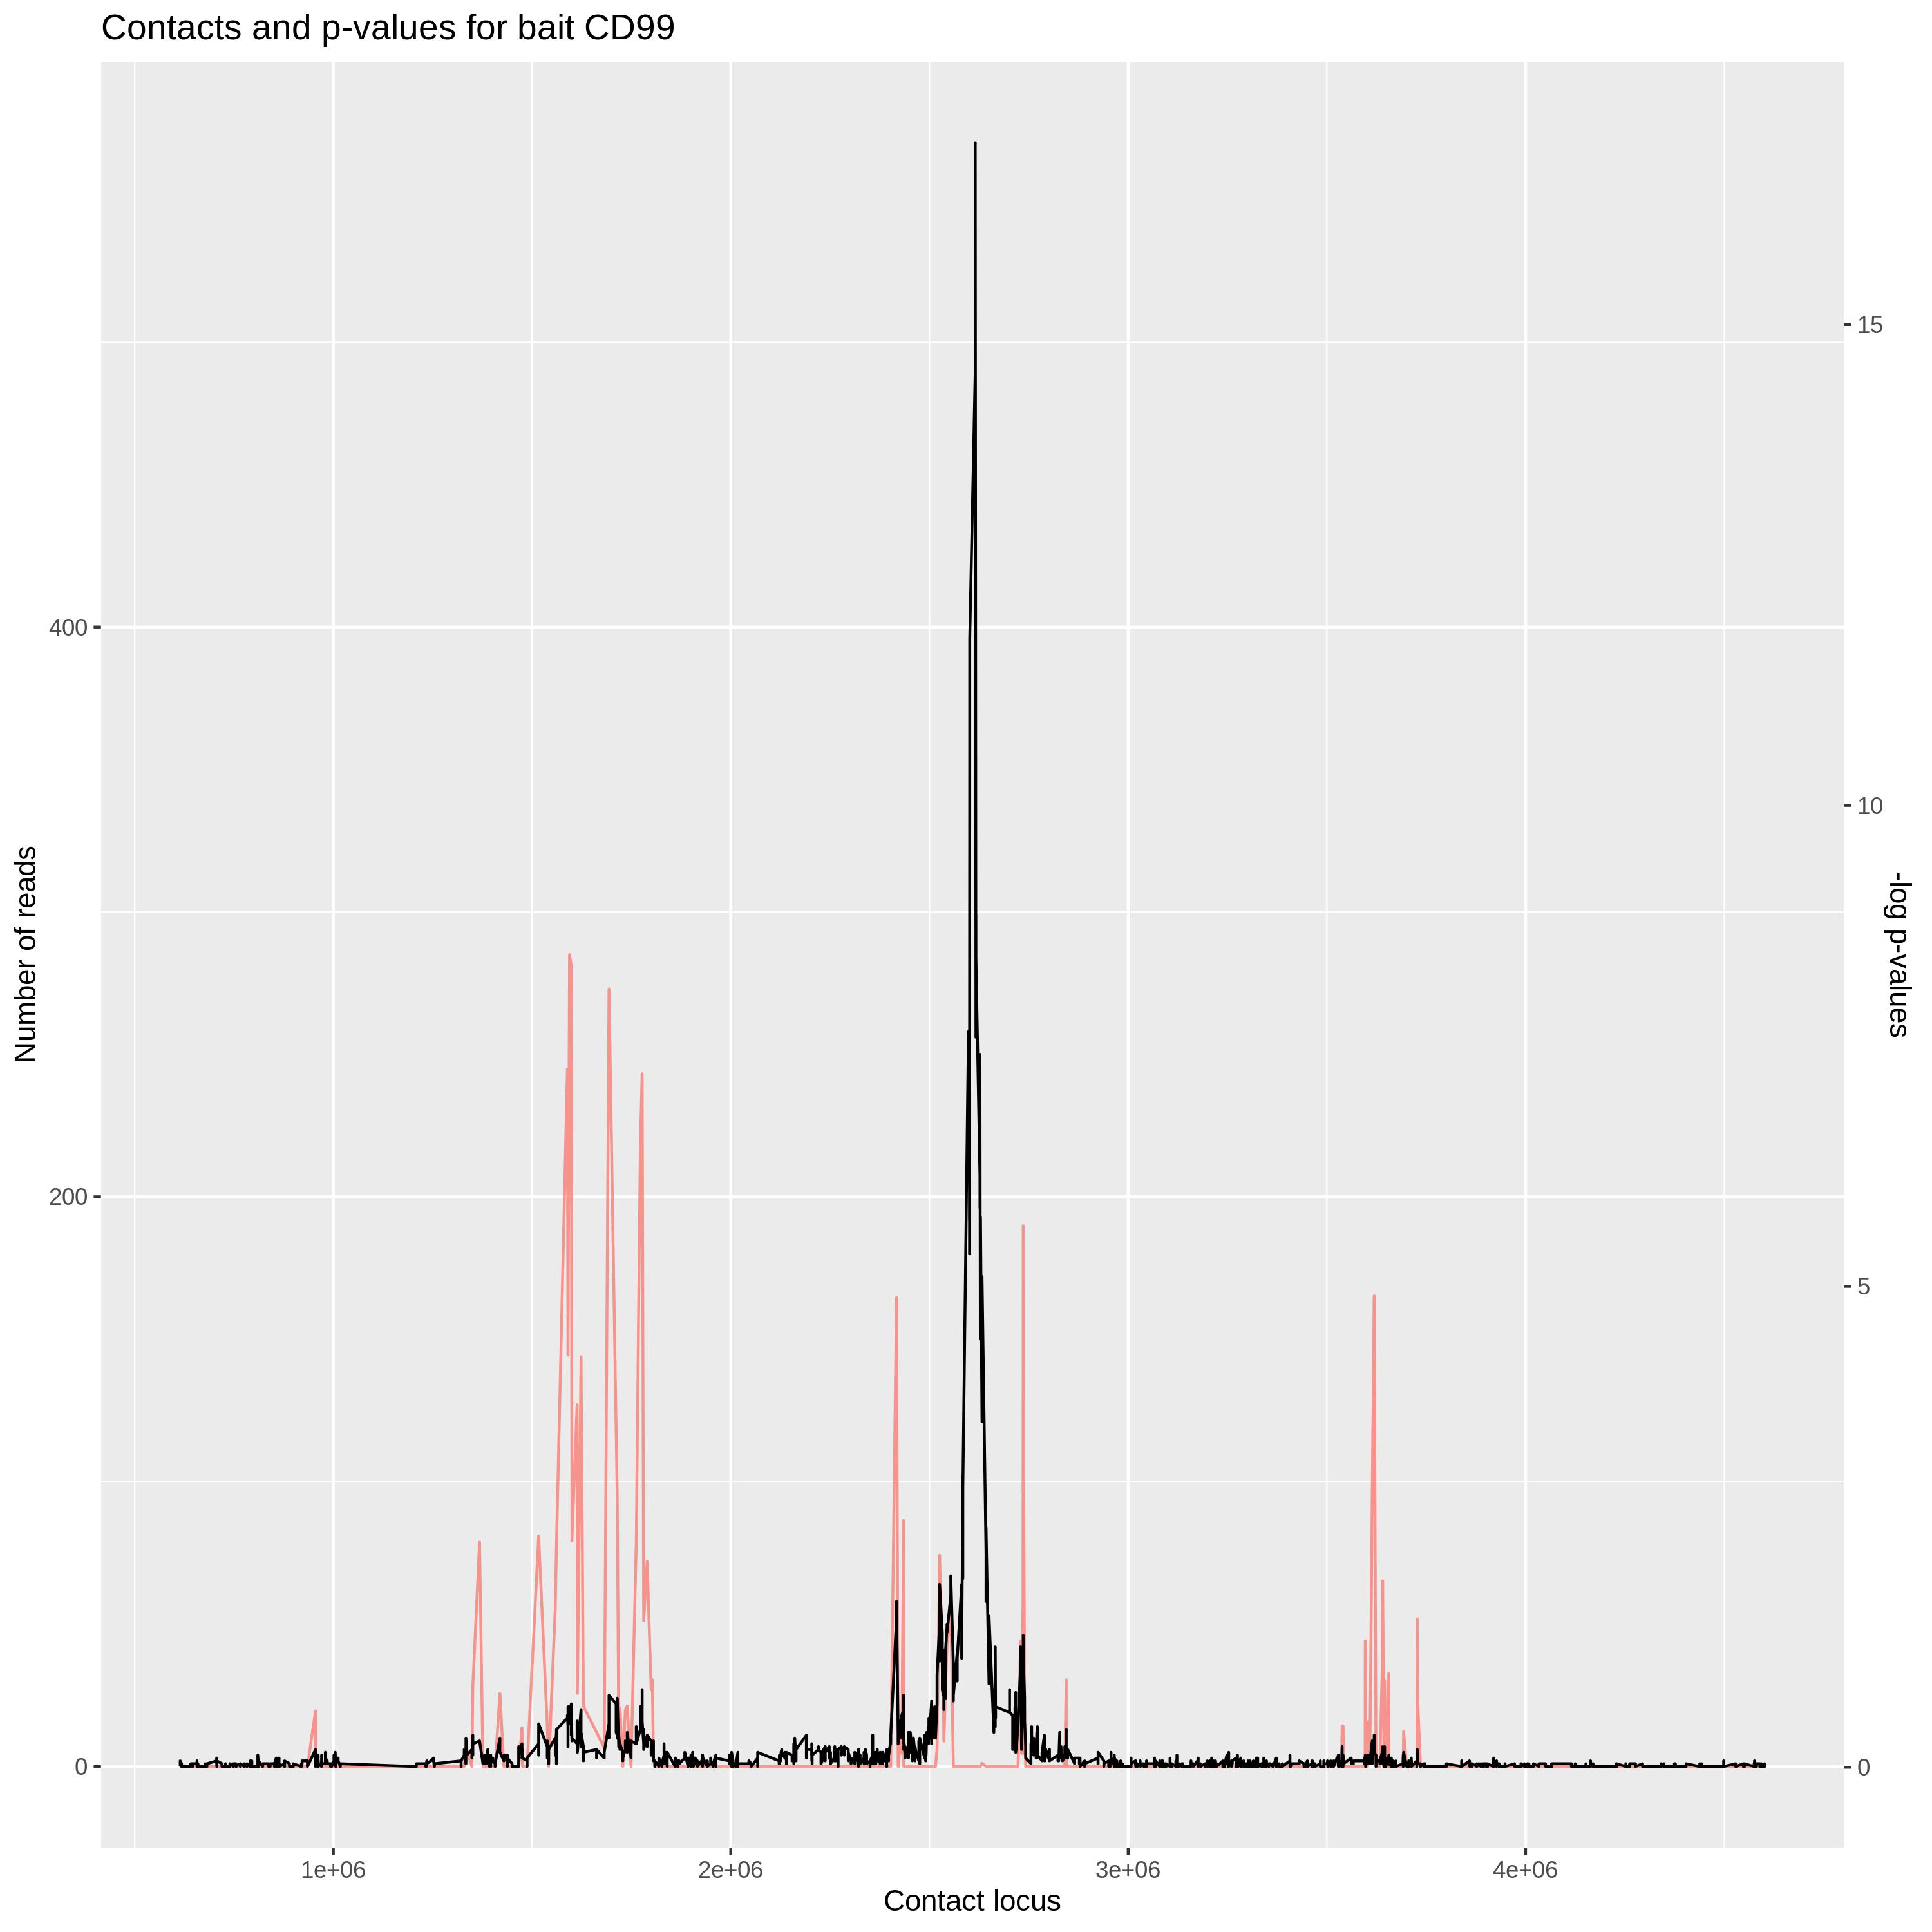 Contacts and p-values for bait CD99
Number of reads
400
200
0
15
10
5
0
-log p-values
1e+06
2e+06
3e+06
4e+06
Contact locus